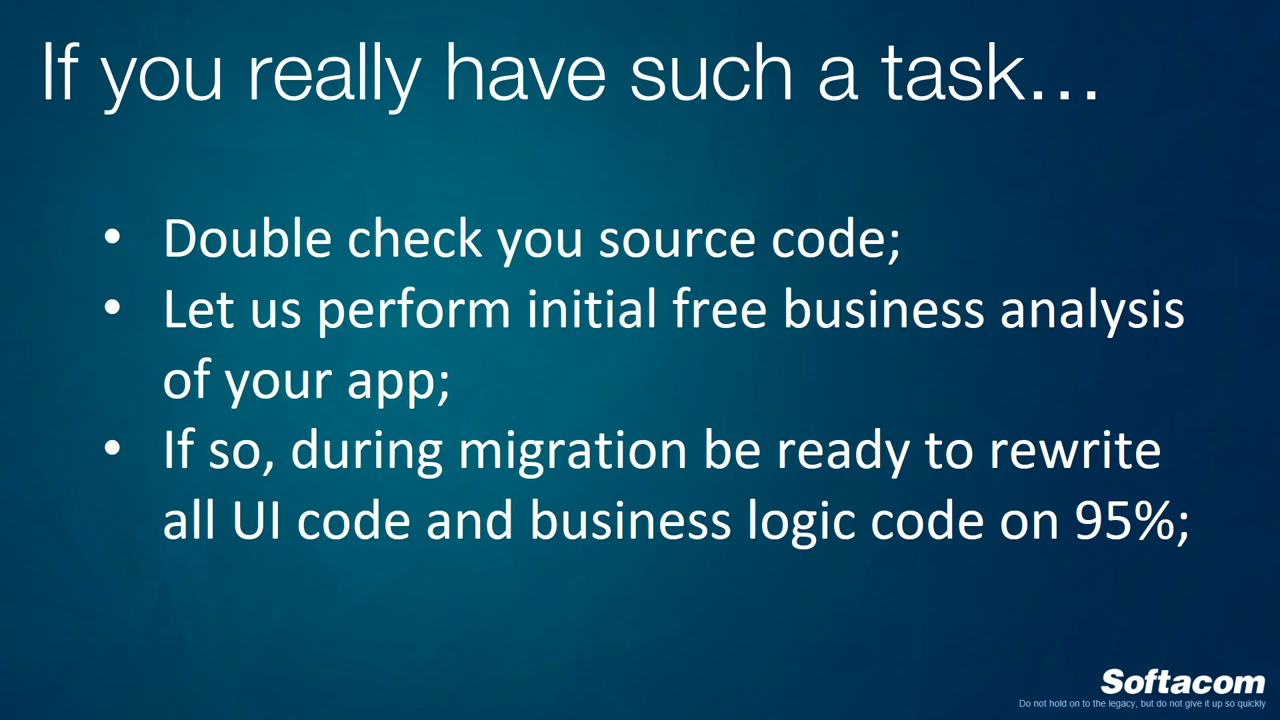 If you really have such a task…
• Double check you source code;
• Let us perform initial free business analysis
of your app;
• If so, during migration be ready to rewrite
all UI code and business logic code on 95%;
Softacom
Do not hold on to the legacy, but do not give it up so quickly